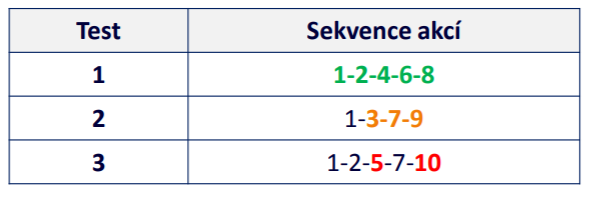 Test Sekvence akcí
1 1-2-4-6-8
2 1-3-7-9
3 1-2-5-7-10